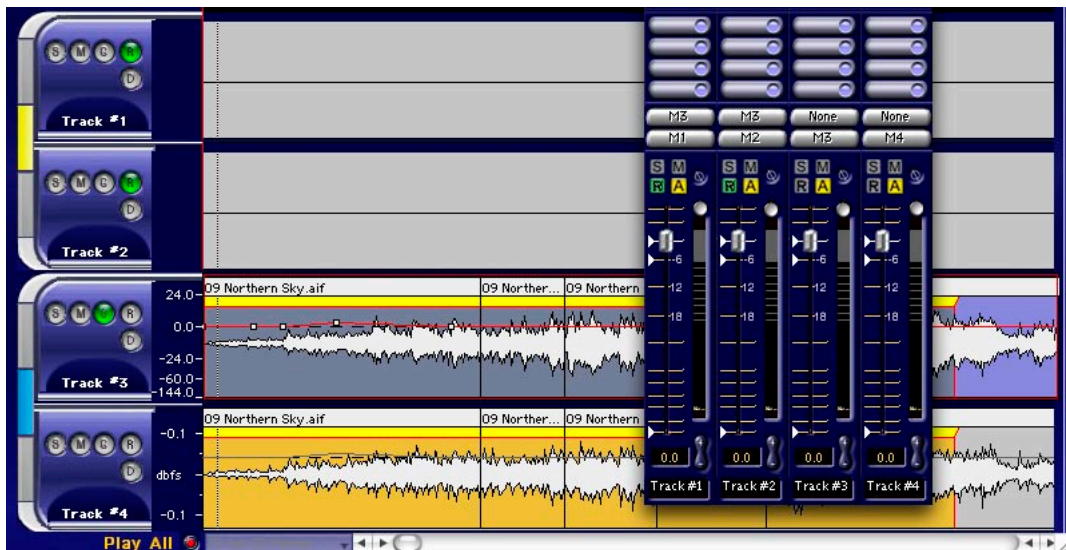 S M G R
D
Track #1
S M G R
D
Track #2
S M G R
D
Track #3
24.0
0.0
-24.0
-60.0
-144.0
09 Northern Sky.aif
09 Norther...
09 Northern
S M G R
D
Track #4
-0.1
dbfs
-0.1
09 Northern Sky.aif
09 Norther...
09 Northern
Play All
M3 M3 None None
M1 M2 M3 M4
S M S M S M S M
R A R A R A R A
-6 -6 -6 -6
-12 -12 -12 -12
-18 -18 -18 -18
0.0 0.0 0.0 0.0
Track #1 Track #2 Track #3 Track #4